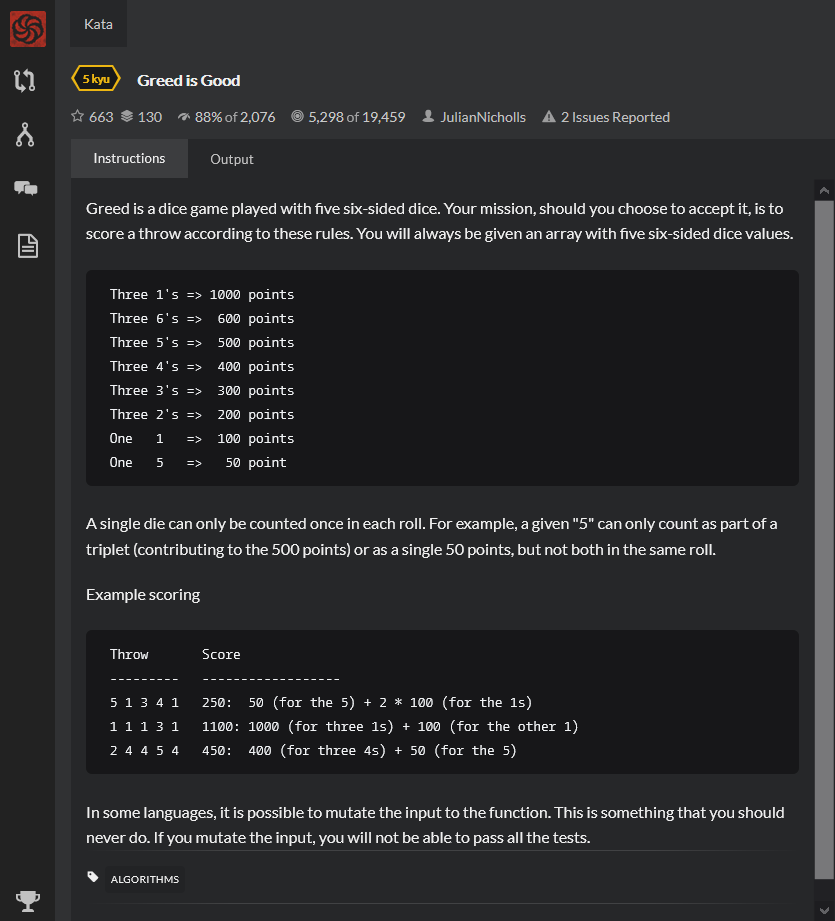 Kata
5 kyu Greed is Good
663 130 88% of 2,076 5,298 of 19,459 JulianNicholls 2 Issues Reported
Instructions Output
Greed is a dice game played with five six-sided dice. Your mission, should you choose to accept it, is to
score a throw according to these rules. You will always be given an array with five six-sided dice values.
Three 1's => 1000 points
Three 6's =>  600 points
Three 5's =>  500 points
Three 4's =>  400 points
Three 3's =>  300 points
Three 2's =>  200 points
One   1   =>  100 points
One   5   =>   50 point
A single die can only be counted once in each roll. For example, a given "5" can only count as part of a
triplet (contributing to the 500 points) or as a single 50 points, but not both in the same roll.
Example scoring
Throw       Score
---------   ------------------
5 1 3 4 1   250:  50 (for the 5) + 2 * 100 (for the 1s)
1 1 1 3 1   1100: 1000 (for three 1s) + 100 (for the other 1)
2 4 4 5 4   450:  400 (for three 4s) + 50 (for the 5)
In some languages, it is possible to mutate the input to the function. This is something that you should
never do. If you mutate the input, you will not be able to pass all the tests.
ALGORITHMS